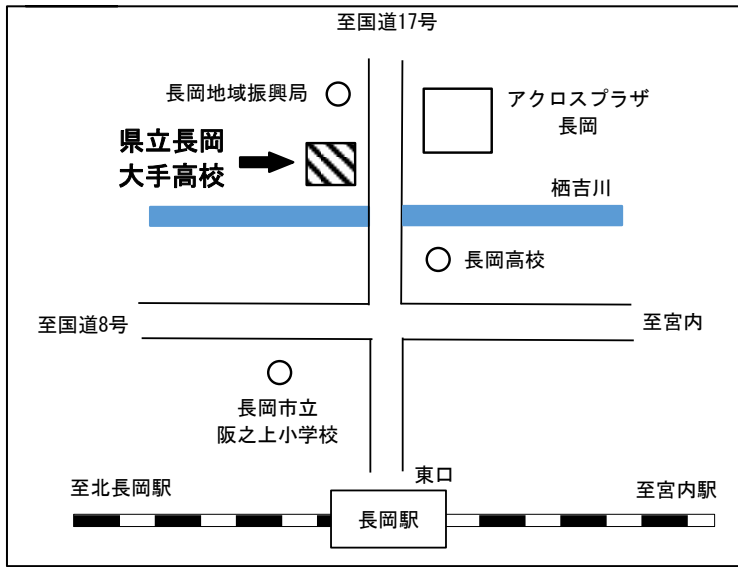 至国道17号
長岡地域振興局
アクロスプラザ
長岡
県立長岡
大手高校
栖吉川
長岡高校
至国道8号
至宮内
長岡市立
阪之上小学校
東口
至北長岡駅
長岡駅
至宮内駅